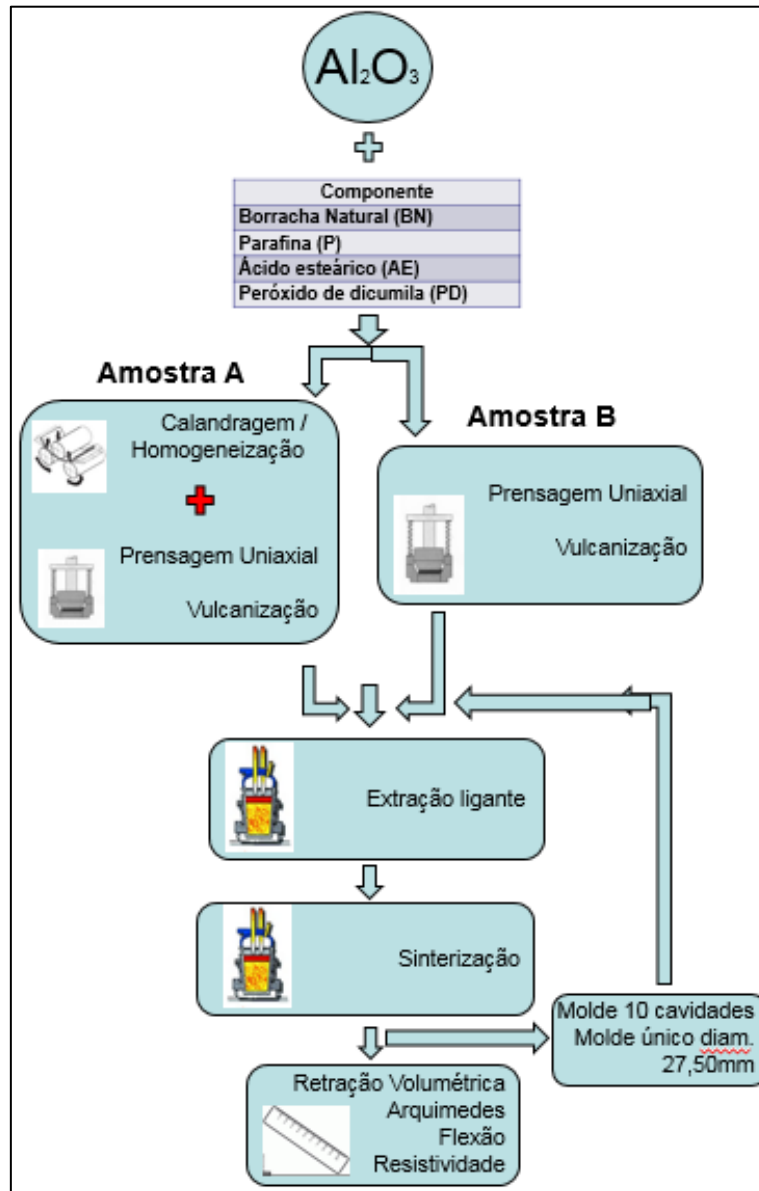 Al₂O₃
Componente
Borracha Natural (BN)
Parafina (P)
Ácido esteárico (AE)
Peróxido de dicumila (PD)
Amostra A
Calandragem /
Homogeneização
Prensagem Uniaxial
Vulcanização
Amostra B
Prensagem Uniaxial
Vulcanização
Extração ligante
Sinterização
Molde 10 cavidades
Molde único diam.
27,50mm
Retração Volumétrica
Arquimedes
Flexão
Resistividade